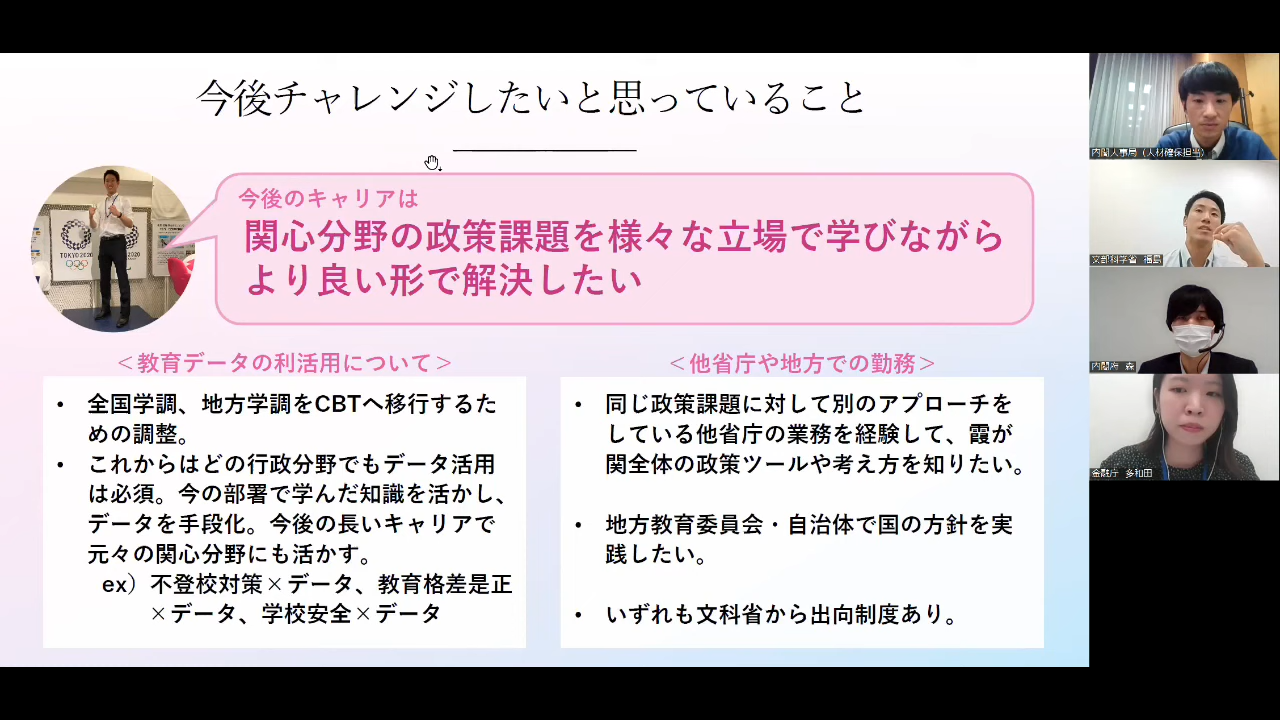 今後チャレンジしたいと思っていること
今後のキャリアは
関心分野の政策課題を様々な立場で学びながら
より良い形で解決したい
TOKYO 2020
＜教育データの利活用について＞
• 全国学調、地方学調をCBTへ移行するた
めの調整。
• これからはどの行政分野でもデータ活用
は必須。今の部署で学んだ知識を活かし、
データを手段化。今後の長いキャリアで
元々の関心分野にも活かす。
ex）不登校対策×データ、教育格差是正
×データ、学校安全×データ
＜他省庁や地方での勤務＞
• 同じ政策課題に対して別のアプローチを
している他省庁の業務を経験して、霞が
関全体の政策ツールや考え方を知りたい。
• 地方教育委員会・自治体で国の方針を実
践したい。
• いずれも文科省から出向制度あり。
内閣人事局（人材確保担当）
文部科学省 福島
内閣府 森
金融庁 多和田